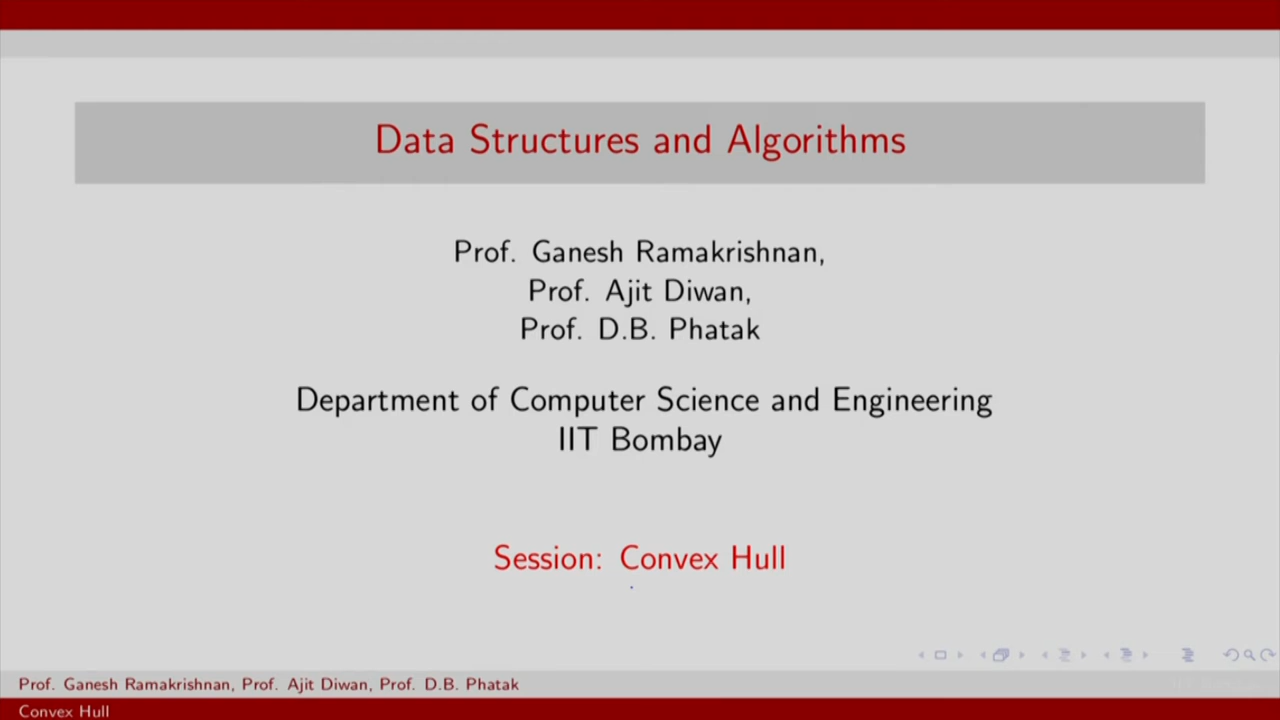 Data Structures and Algorithms
Prof. Ganesh Ramakrishnan,
Prof. Ajit Diwan,
Prof. D.B. Phatak
Department of Computer Science and Engineering
IIT Bombay
Session: Convex Hull
Prof. Ganesh Ramakrishnan, Prof. Ajit Diwan, Prof. D.B. Phatak
Convex Hull